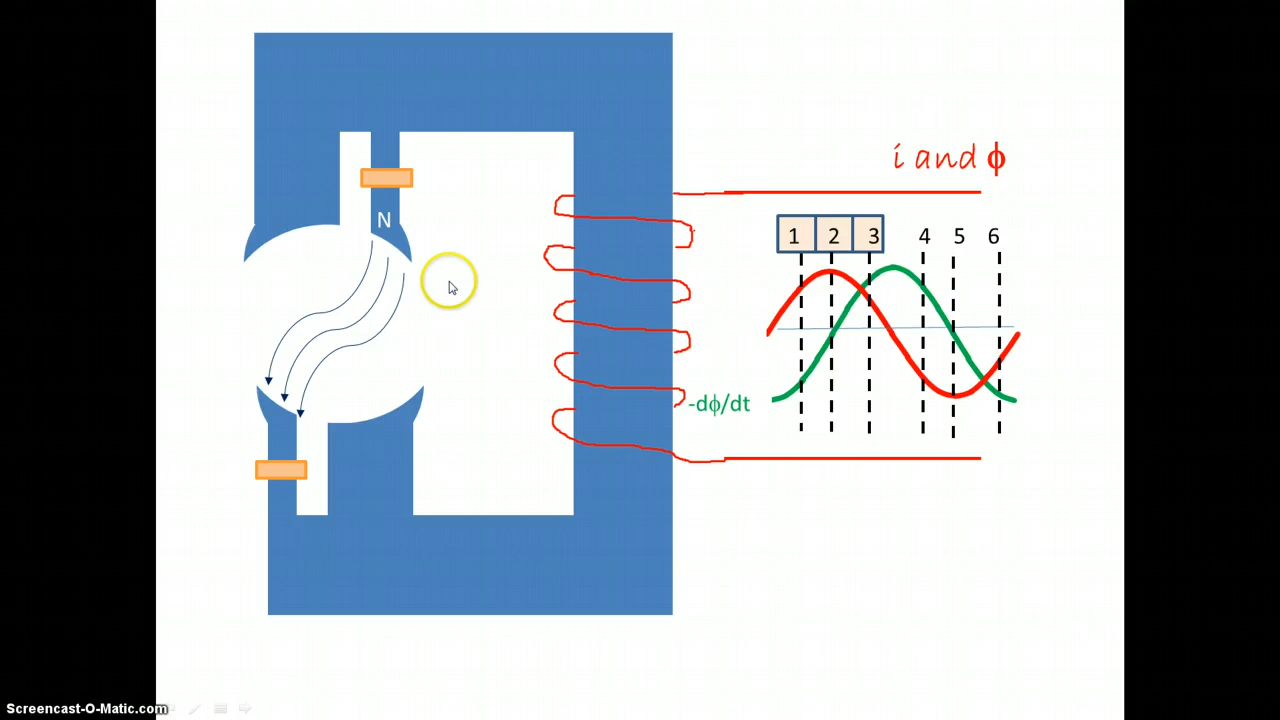 i and ϕ
N
1 2 3 4 5 6
-dϕ/dt
Screencast-O-Matic.com